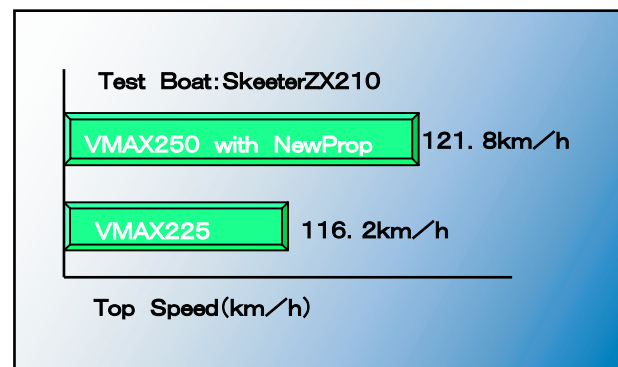 Test Boat:SkeeterZX210
VMAX250 with NewProp 121.8km/h
VMAX225 116.2km/h
Top Speed(km/h)